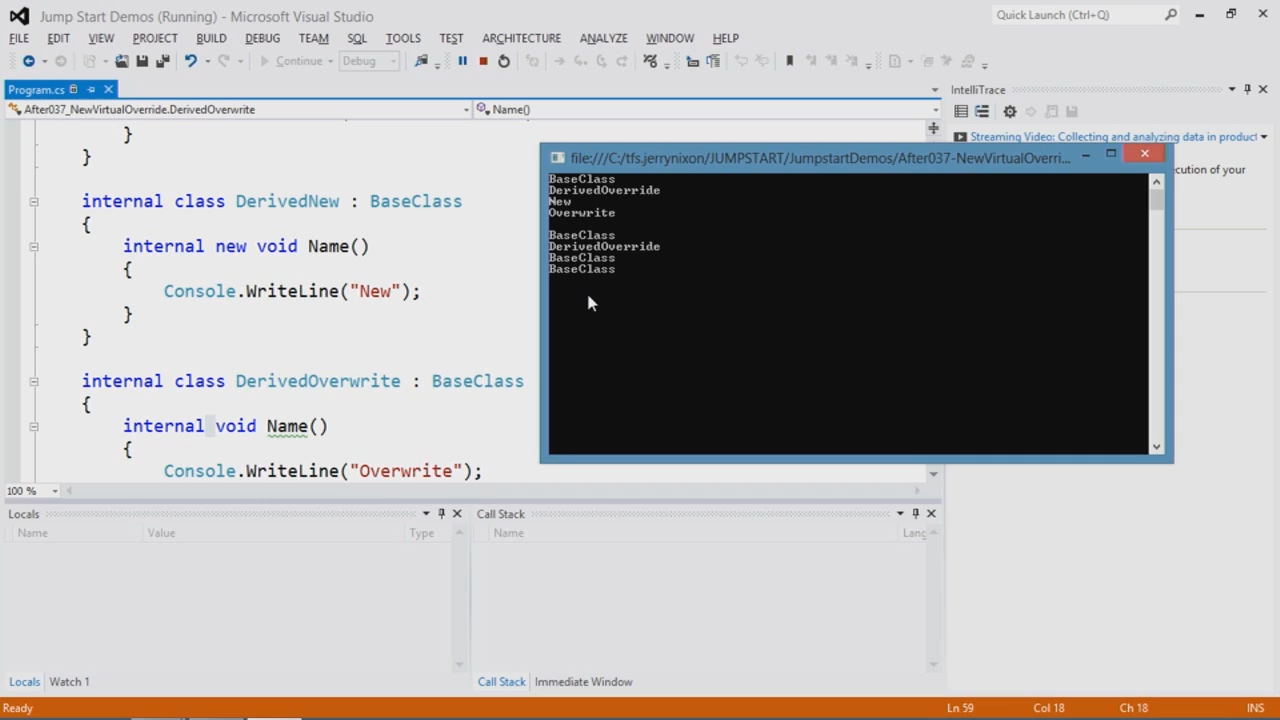 Jump Start Demos (Running) - Microsoft Visual Studio
Quick Launch (Ctrl+Q)
FILE EDIT VIEW PROJECT BUILD DEBUG TEAM SQL TOOLS TEST ARCHITECTURE ANALYZE WINDOW HELP
Continue Debug
Program.cs
IntelliTrace
After037_NewVirtualOverride.DerivedOverwrite
Name()
Streaming Video: Collecting and analyzing data in product
cution of your
}
}
internal class DerivedNew : BaseClass
{
internal new void Name()
{
Console.WriteLine("New");
}
}
internal class DerivedOverwrite : BaseClass
{
internal void Name()
{
Console.WriteLine("Overwrite");
file:///C:/tfs.jerrynixon/JUMPSTART/JumpstartDemos/After037-NewVirtualOverri...
BaseClass
DerivedOverride
New
Overwrite
BaseClass
DerivedOverride
BaseClass
BaseClass
100 %
Locals
Name Value Type
Call Stack
Name Lang
Locals Watch 1
Call Stack Immediate Window
Ready Ln 59 Col 18 Ch 18 INS